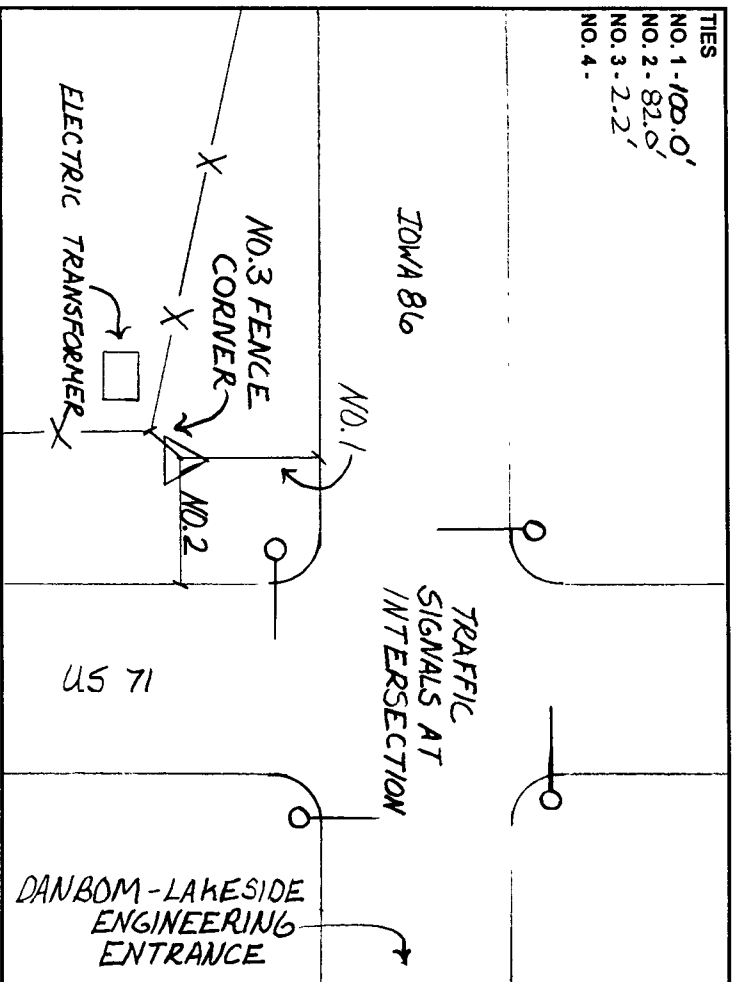 TIES
NO. 1 - 100.0'
NO. 2 - 82.0'
NO. 3 - 2.2'
NO. 4 -
IOWA 86
NO. 1
NO. 3 FENCE
CORNER
ELECTRIC TRANSFORMER
NO. 2
TRAFFIC
SIGNALS AT
INTERSECTION
US 71
DANBOM-LAKESIDE
ENGINEERING
ENTRANCE